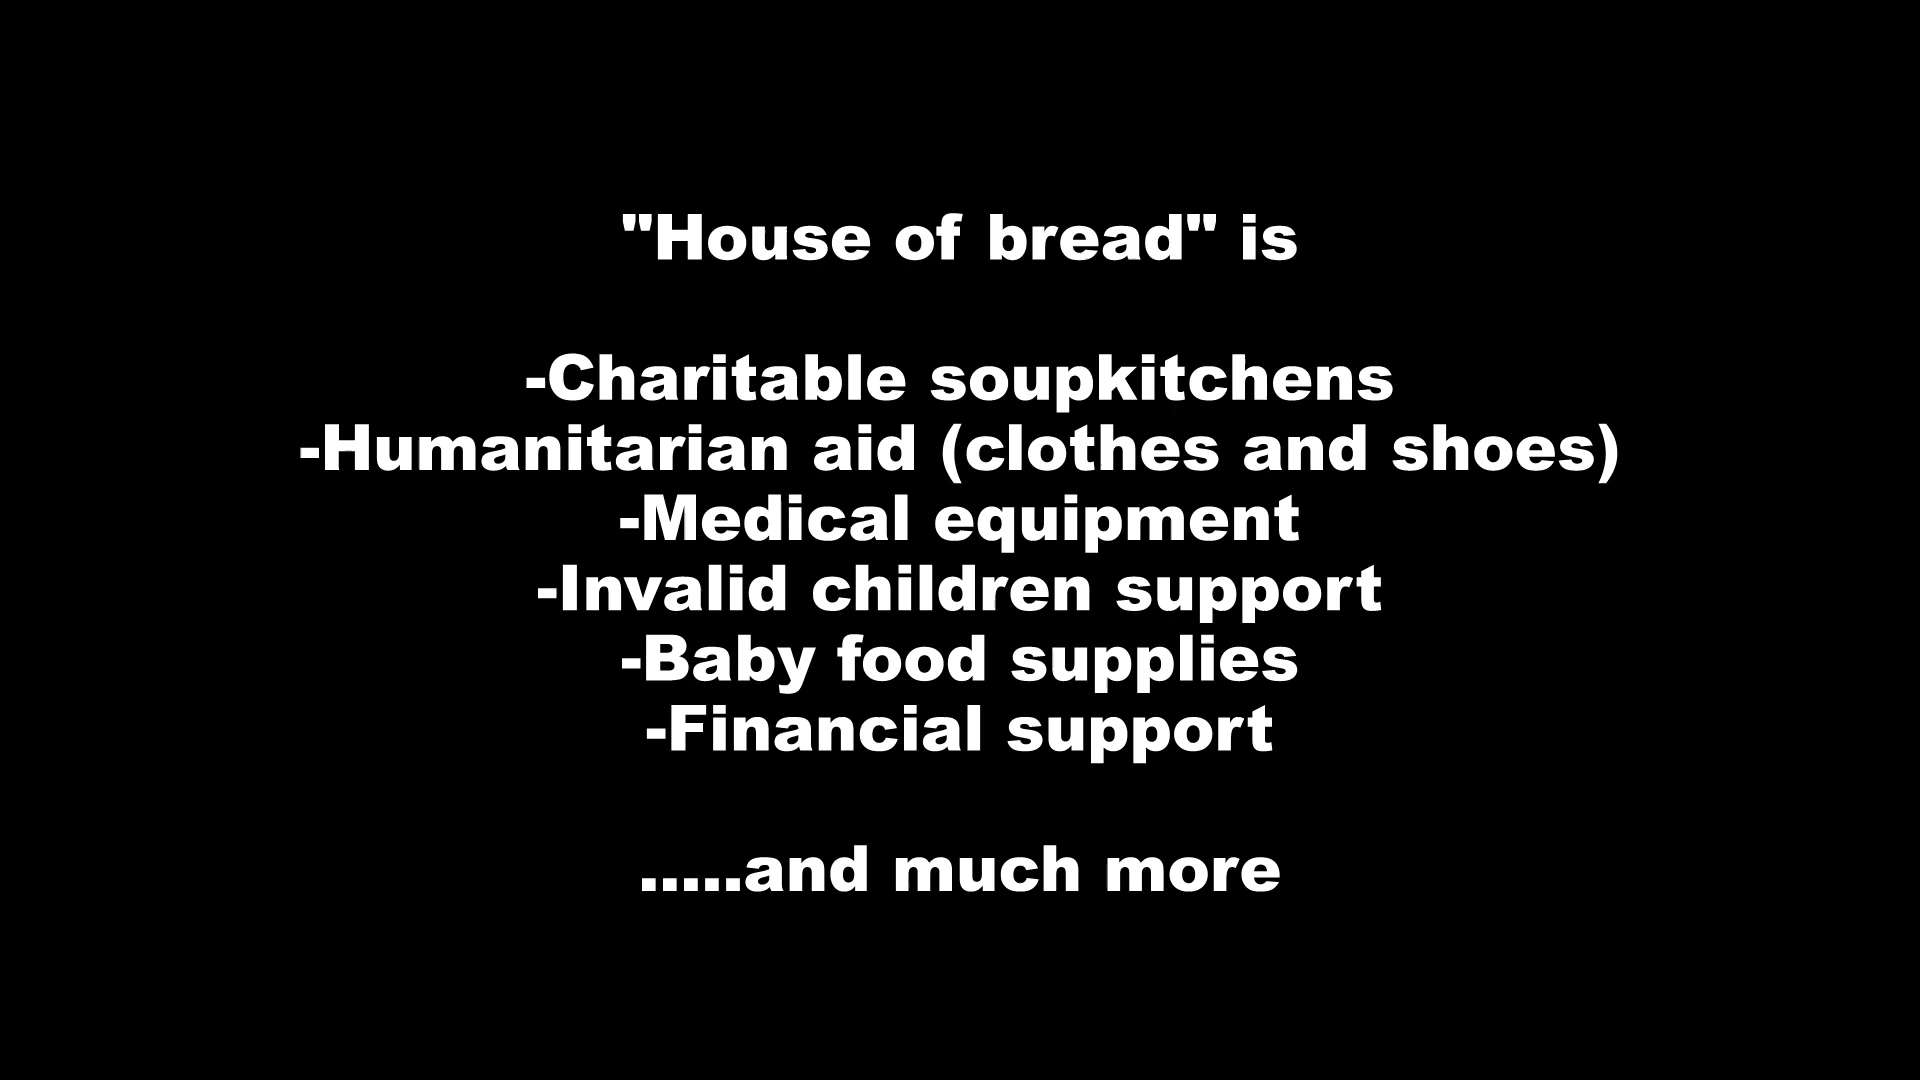 "House of bread" is
-Charitable soupkitchens
-Humanitarian aid (clothes and shoes)
-Medical equipment
-Invalid children support
-Baby food supplies
-Financial support
.....and much more